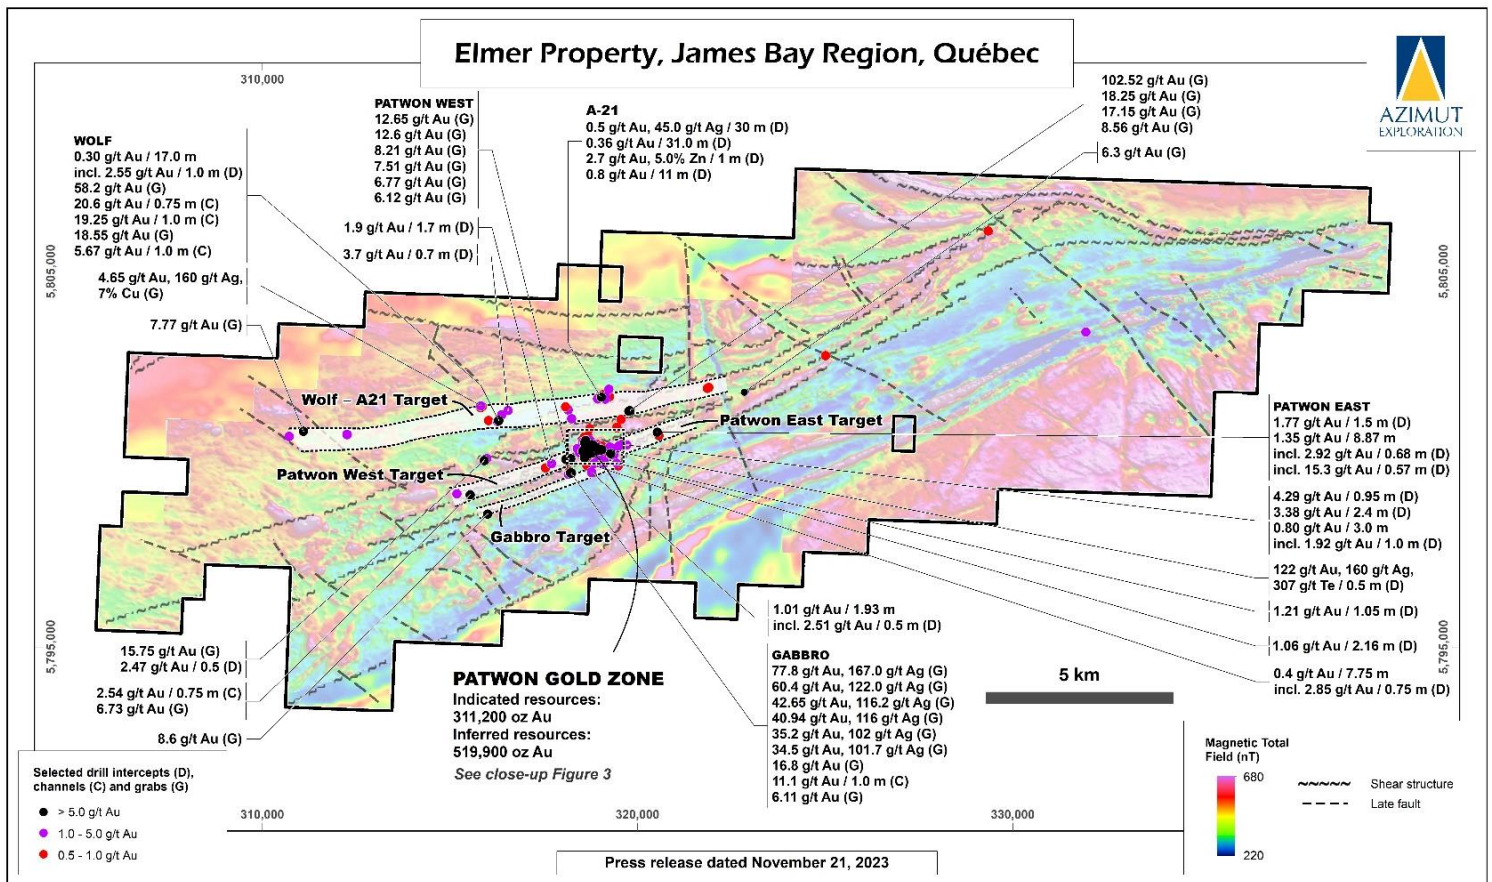 Elmer Property, James Bay Region, Québec
AZIMUT
EXPLORATION
310,000
5,805,000
5,795,000
5,805,000
5,795,000
WOLF
0.30 g/t Au / 17.0 m
incl. 2.55 g/t Au / 1.0 m (D)
58.2 g/t Au (G)
20.6 g/t Au / 0.75 m (C)
19.25 g/t Au / 1.0 m (C)
18.55 g/t Au (G)
5.67 g/t Au / 1.0 m (C)
4.65 g/t Au, 160 g/t Ag,
7% Cu (G)
7.77 g/t Au (G)
PATWON WEST
12.65 g/t Au (G)
12.6 g/t Au (G)
8.21 g/t Au (G)
7.51 g/t Au (G)
6.77 g/t Au (G)
6.12 g/t Au (G)
1.9 g/t Au / 1.7 m (D)
3.7 g/t Au / 0.7 m (D)
A-21
0.5 g/t Au, 45.0 g/t Ag / 30 m (D)
0.36 g/t Au / 31.0 m (D)
2.7 g/t Au, 5.0% Zn / 1 m (D)
0.8 g/t Au / 11 m (D)
102.52 g/t Au (G)
18.25 g/t Au (G)
17.15 g/t Au (G)
8.56 g/t Au (G)
6.3 g/t Au (G)
Wolf – A21 Target
Patwon East Target
Patwon West Target
Gabbro Target
PATWON EAST
1.77 g/t Au / 1.5 m (D)
1.35 g/t Au / 8.87 m
incl. 2.92 g/t Au / 0.68 m (D)
incl. 15.3 g/t Au / 0.57 m (D)
4.29 g/t Au / 0.95 m (D)
3.38 g/t Au / 2.4 m (D)
0.80 g/t Au / 3.0 m
incl. 1.92 g/t Au / 1.0 m (D)
122 g/t Au, 160 g/t Ag,
307 g/t Te / 0.5 m (D)
1.21 g/t Au / 1.05 m (D)
1.06 g/t Au / 2.16 m (D)
0.4 g/t Au / 7.75 m
incl. 2.85 g/t Au / 0.75 m (D)
15.75 g/t Au (G)
2.47 g/t Au / 0.5 (D)
2.54 g/t Au / 0.75 m (C)
6.73 g/t Au (G)
8.6 g/t Au (G)
PATWON GOLD ZONE
Indicated resources:
311,200 oz Au
Inferred resources:
519,900 oz Au
See close-up Figure 3
1.01 g/t Au / 1.93 m
incl. 2.51 g/t Au / 0.5 m (D)
GABBRO
77.8 g/t Au, 167.0 g/t Ag (G)
60.4 g/t Au, 122.0 g/t Ag (G)
42.65 g/t Au, 116.2 g/t Ag (G)
40.94 g/t Au, 116 g/t Ag (G)
35.2 g/t Au, 102 g/t Ag (G)
34.5 g/t Au, 101.7 g/t Ag (G)
16.8 g/t Au (G)
11.1 g/t Au / 1.0 m (C)
6.11 g/t Au (G)
5 km
Selected drill intercepts (D),
channels (C) and grabs (G)
> 5.0 g/t Au
1.0 - 5.0 g/t Au
0.5 - 1.0 g/t Au
Magnetic Total
Field (nT)
680
220
Shear structure
Late fault
310,000
320,000
330,000
Press release dated November 21, 2023